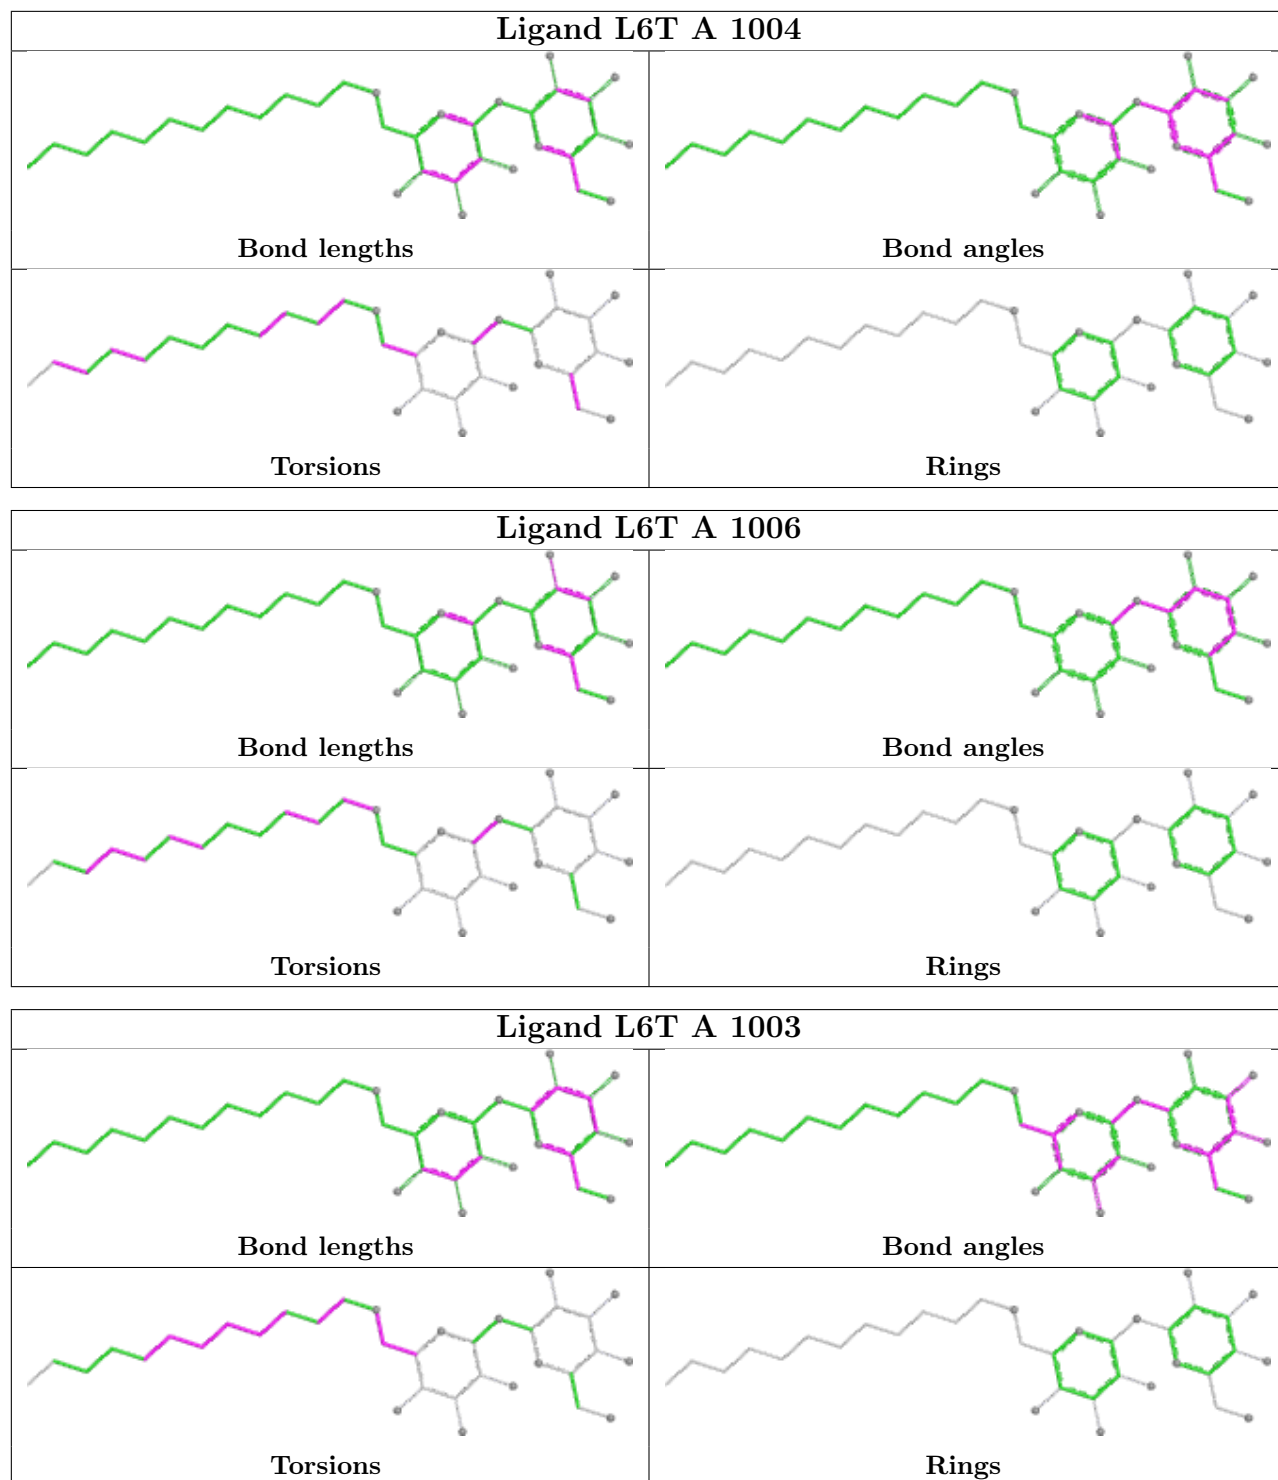 Ligand L6T A 1004
Bond lengths
Bond angles
Torsions
Rings
Ligand L6T A 1006
Bond lengths
Bond angles
Torsions
Rings
Ligand L6T A 1003
Bond lengths
Bond angles
Torsions
Rings